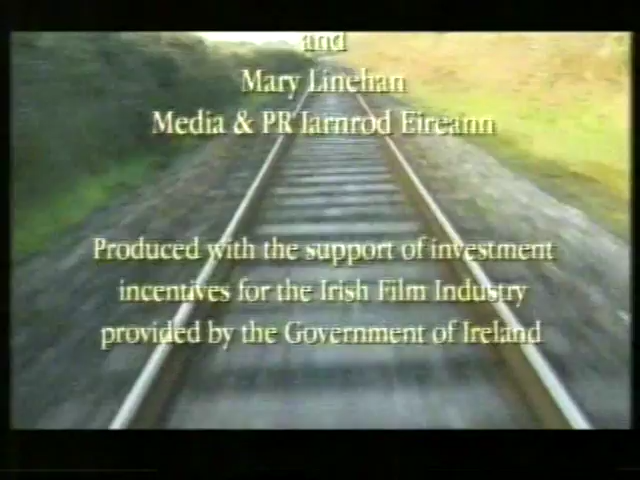 and
Mary Linehan
Media & PR Iarnrod Eireann
Produced with the support of investment
incentives for the Irish Film Industry
provided by the Government of Ireland